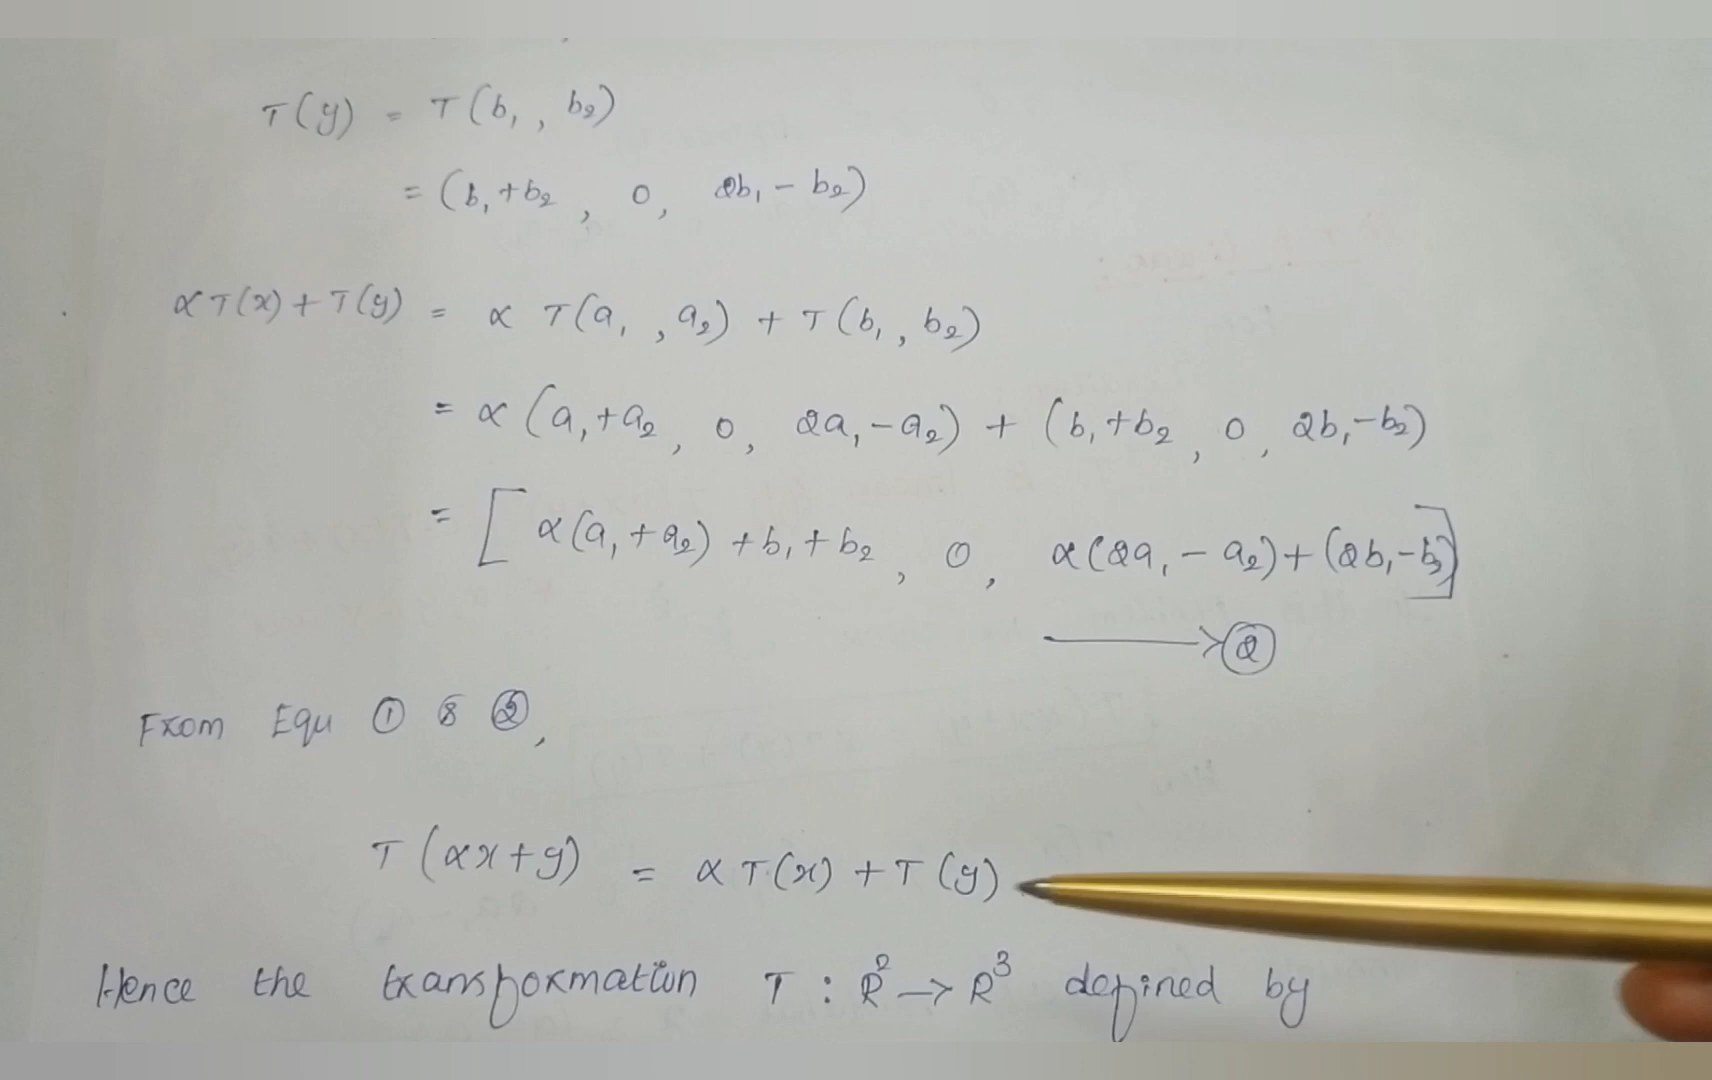 T(y) = T(b₁, b₂)
= (b₁+b₂, 0, 2b₁-b₂)
αT(x)+T(y) = α T(a₁, a₂) + T(b₁, b₂)
= α (a₁+a₂, 0, 2a₁-a₂) + (b₁+b₂, 0, 2b₁-b₂)
= [α(a₁+a₂)+b₁+b₂, 0, α(2a₁-a₂)+(2b₁-b₂)]
→ ②
From Equ ① & ②,
T(αx+y) = αT(x)+T(y)
Hence the transformation T : R² → R³ defined by